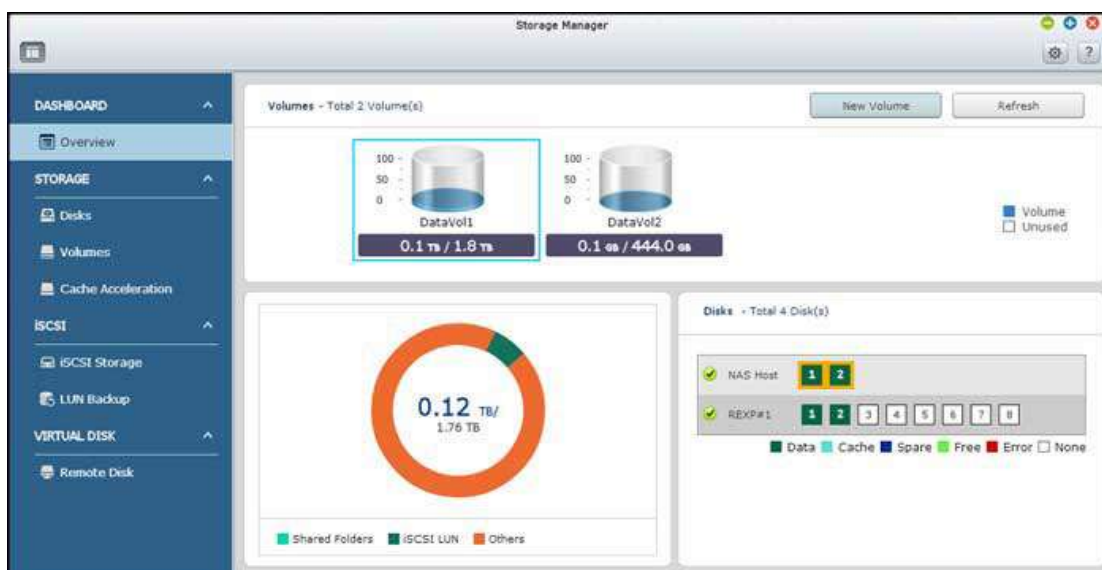 Storage Manager
DASHBOARD
Overview
STORAGE
Disks
Volumes
Cache Acceleration
iSCSI
iSCSI Storage
LUN Backup
VIRTUAL DISK
Remote Disk
Volumes - Total 2 Volume(s)
New Volume
Refresh
100
50
0
DataVol1
0.1 TB / 1.8 TB
100
50
0
DataVol2
0.1 GB / 444.0 GB
Volume
Unused
0.12 TB/
1.76 TB
Shared Folders iSCSI LUN Others
Disks - Total 4 Disk(s)
NAS Host 1 2
REXP#1 1 2 3 4 5 6 7 8
Data Cache Spare Free Error None